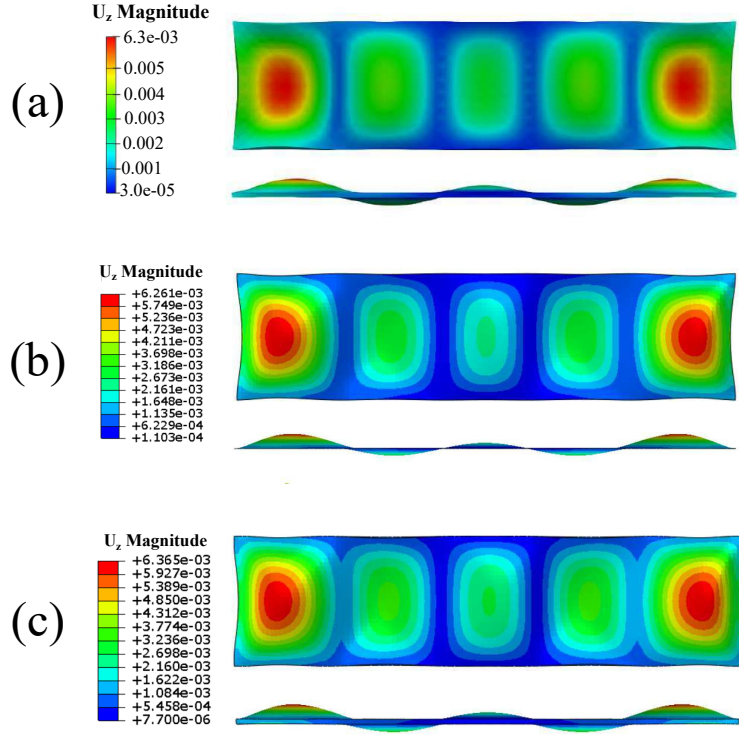 U_z Magnitude
6.3e-03
0.005
0.004
0.003
0.002
0.001
3.0e-05
(a)
U_z Magnitude
+6.261e-03
+5.749e-03
+5.236e-03
+4.723e-03
+4.211e-03
+3.698e-03
+3.186e-03
+2.673e-03
+2.161e-03
+1.648e-03
+1.135e-03
+6.229e-04
+1.103e-04
(b)
U_z Magnitude
+6.365e-03
+5.927e-03
+5.389e-03
+4.850e-03
+4.312e-03
+3.774e-03
+3.236e-03
+2.698e-03
+2.160e-03
+1.622e-03
+1.084e-03
+5.458e-04
+7.700e-06
(c)